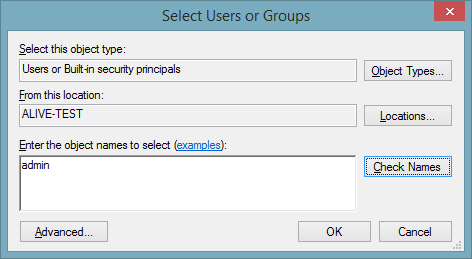 Select Users or Groups
Select this object type:
Users or Built-in security principals
Object Types...
From this location:
ALIVE-TEST
Locations...
Enter the object names to select (examples):
admin
Check Names
Advanced...
OK
Cancel